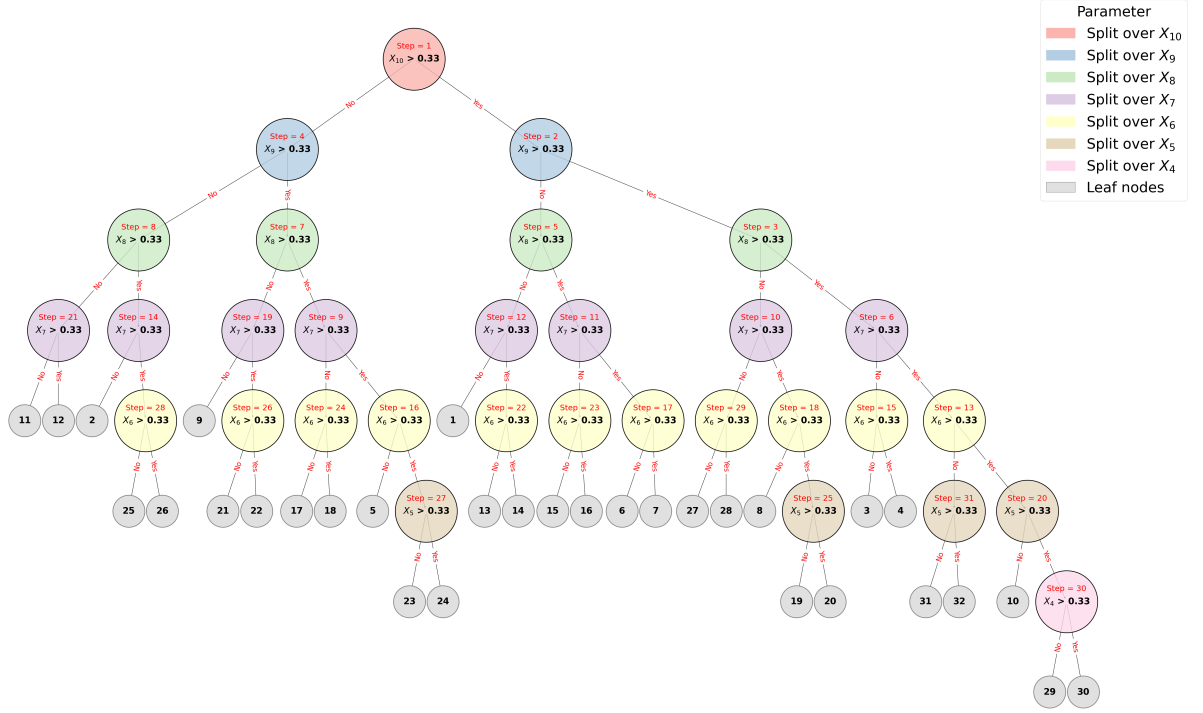 Parameter
Split over X₁₀
Split over X₉
Split over X₈
Split over X₇
Split over X₆
Split over X₅
Split over X₄
Leaf nodes
Step = 1
X₁₀ > 0.33
No
Yes
Step = 4
X₉ > 0.33
Step = 2
X₉ > 0.33
No
Yes
No
Yes
Step = 8
X₈ > 0.33
Step = 7
X₈ > 0.33
Step = 5
X₈ > 0.33
Step = 3
X₈ > 0.33
No
Yes
No
Yes
No
Yes
No
Yes
Step = 21
X₇ > 0.33
Step = 14
X₇ > 0.33
Step = 19
X₇ > 0.33
Step = 9
X₇ > 0.33
Step = 12
X₇ > 0.33
Step = 11
X₇ > 0.33
Step = 10
X₇ > 0.33
Step = 6
X₇ > 0.33
No
Yes
No
Yes
No
Yes
No
Yes
No
Yes
No
Yes
No
Yes
No
Yes
11
12
2
Step = 28
X₆ > 0.33
9
Step = 26
X₆ > 0.33
Step = 24
X₆ > 0.33
Step = 16
X₆ > 0.33
1
Step = 22
X₆ > 0.33
Step = 23
X₆ > 0.33
Step = 17
X₆ > 0.33
Step = 29
X₆ > 0.33
Step = 18
X₆ > 0.33
Step = 15
X₆ > 0.33
Step = 13
X₆ > 0.33
No
Yes
No
Yes
No
Yes
No
Yes
No
Yes
No
Yes
No
Yes
No
Yes
No
Yes
No
Yes
No
Yes
25
26
21
22
17
18
5
Step = 27
X₅ > 0.33
13
14
15
16
6
7
27
28
8
Step = 25
X₅ > 0.33
3
4
Step = 31
X₅ > 0.33
Step = 20
X₅ > 0.33
No
Yes
No
Yes
No
Yes
No
Yes
23
24
19
20
31
32
10
Step = 30
X₄ > 0.33
No
Yes
29
30